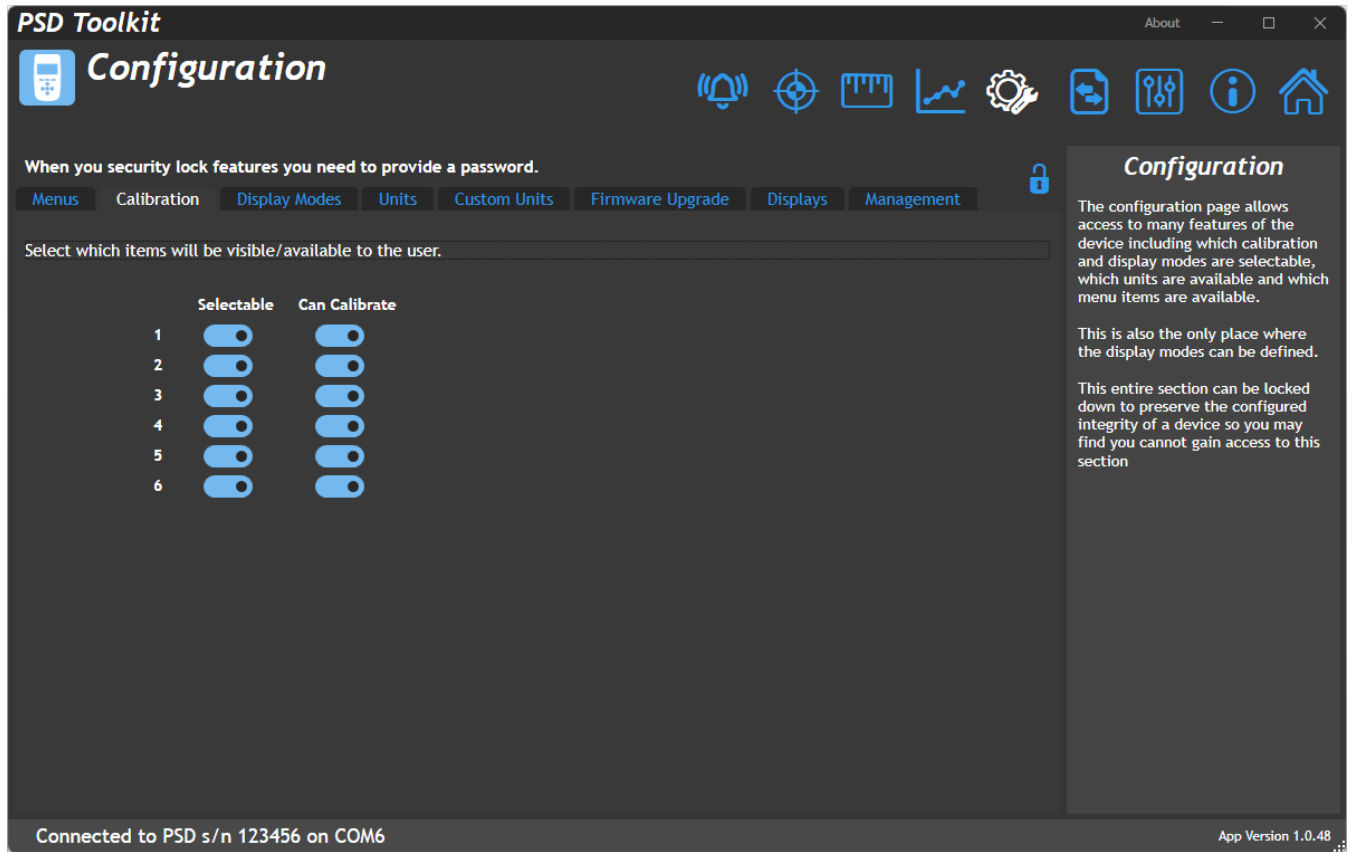 PSD Toolkit
About
Configuration
When you security lock features you need to provide a password.
Menus Calibration Display Modes Units Custom Units Firmware Upgrade Displays Management
Select which items will be visible/available to the user.
Selectable Can Calibrate
1
2
3
4
5
6
Configuration
The configuration page allows
access to many features of the
device including which calibration
and display modes are selectable,
which units are available and which
menu items are available.
This is also the only place where
the display modes can be defined.
This entire section can be locked
down to preserve the configured
integrity of a device so you may
find you cannot gain access to this
section
Connected to PSD s/n 123456 on COM6
App Version 1.0.48